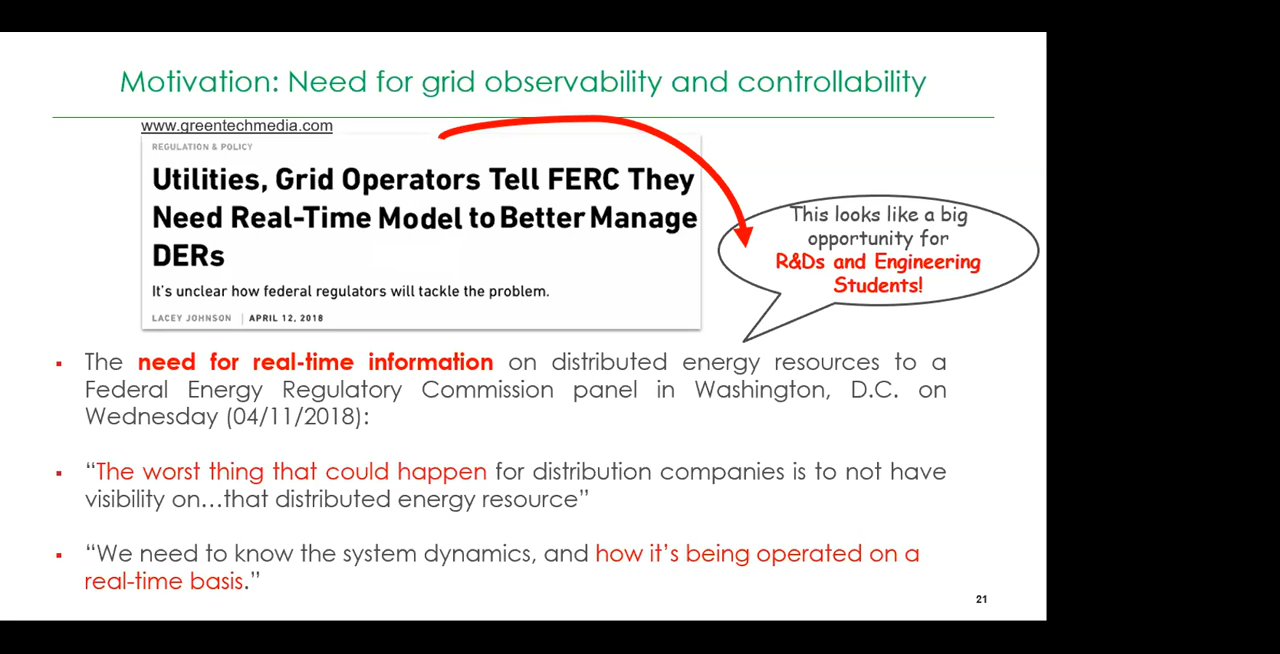 Motivation: Need for grid observability and controllability
www.greentechmedia.com
REGULATION & POLICY
Utilities, Grid Operators Tell FERC They
Need Real-Time Model to Better Manage
DERs
It's unclear how federal regulators will tackle the problem.
LACEY JOHNSON | APRIL 12, 2018
This looks like a big
opportunity for
R&Ds and Engineering
Students!
▪ The need for real-time information on distributed energy resources to a
Federal Energy Regulatory Commission panel in Washington, D.C. on
Wednesday (04/11/2018):
▪ “The worst thing that could happen for distribution companies is to not have
visibility on…that distributed energy resource”
▪ “We need to know the system dynamics, and how it’s being operated on a
real-time basis.”
21